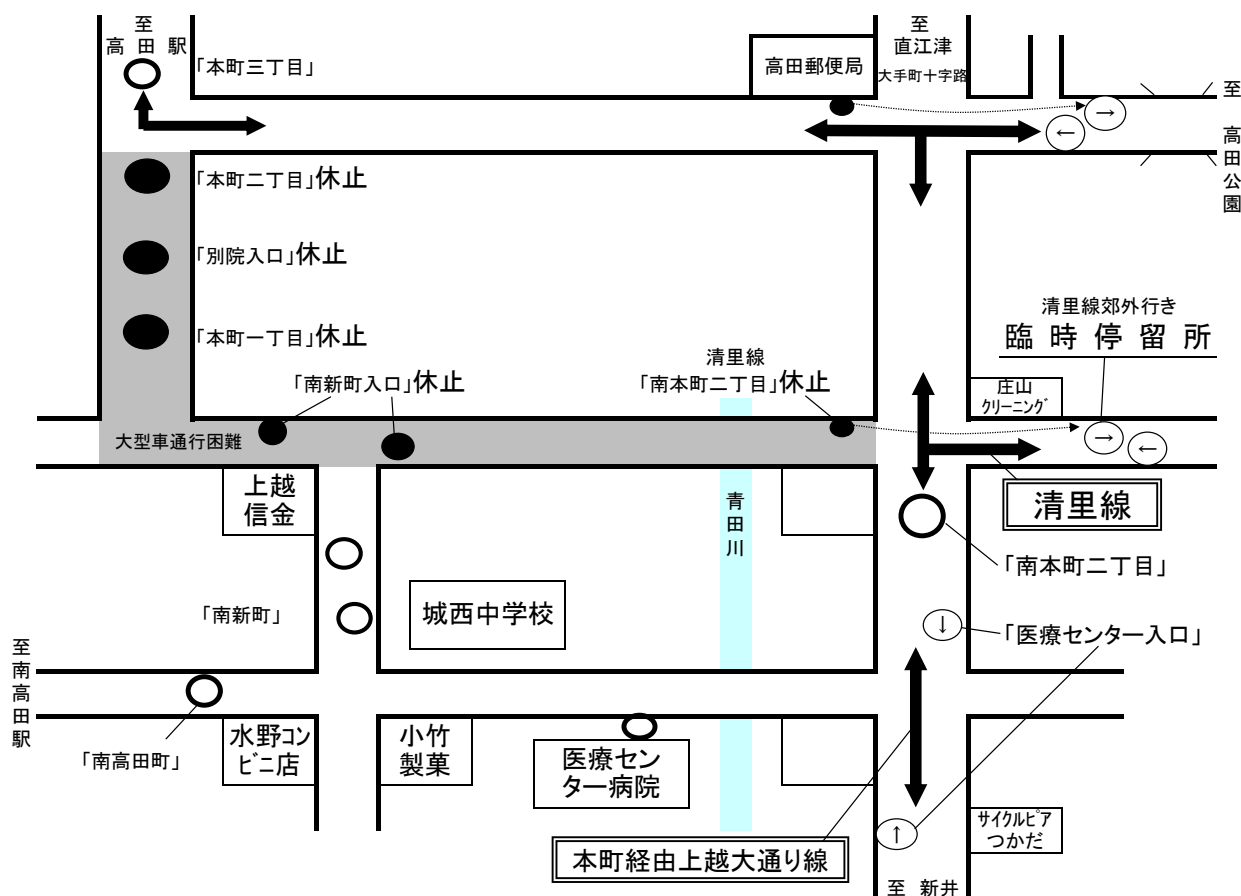 至
高田駅
「本町三丁目」
高田郵便局
至
直江津
大手町十字路
→
←
至
高田公園
「本町二丁目」休止
「別院入口」休止
「本町一丁目」休止
「南新町入口」休止
清里線
「南本町二丁目」休止
清里線郊外行き
臨時停留所
庄山
ｸﾘｰﾆﾝｸﾞ
大型車通行困難
→
←
上越
信金
青田川
清里線
「南本町二丁目」
城西中学校
「南新町」
↓
「医療センター入口」
至南高田駅
「南高田町」
水野コン
ﾋﾞﾆ店
小竹
製菓
医療セン
ター病院
本町経由上越大通り線
↑
ｻｲｸﾙﾋﾟｱ
つかだ
至 新井